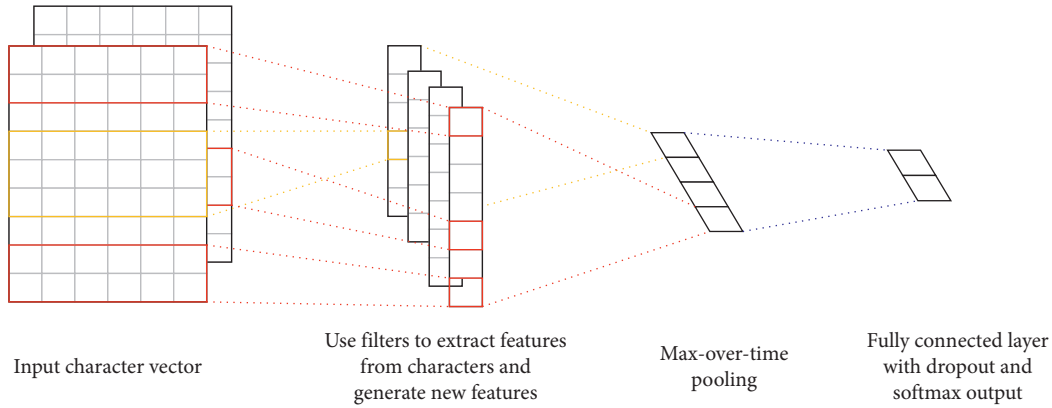 Input character vector
Use filters to extract features
from characters and
generate new features
Max-over-time
pooling
Fully connected layer
with dropout and
softmax output